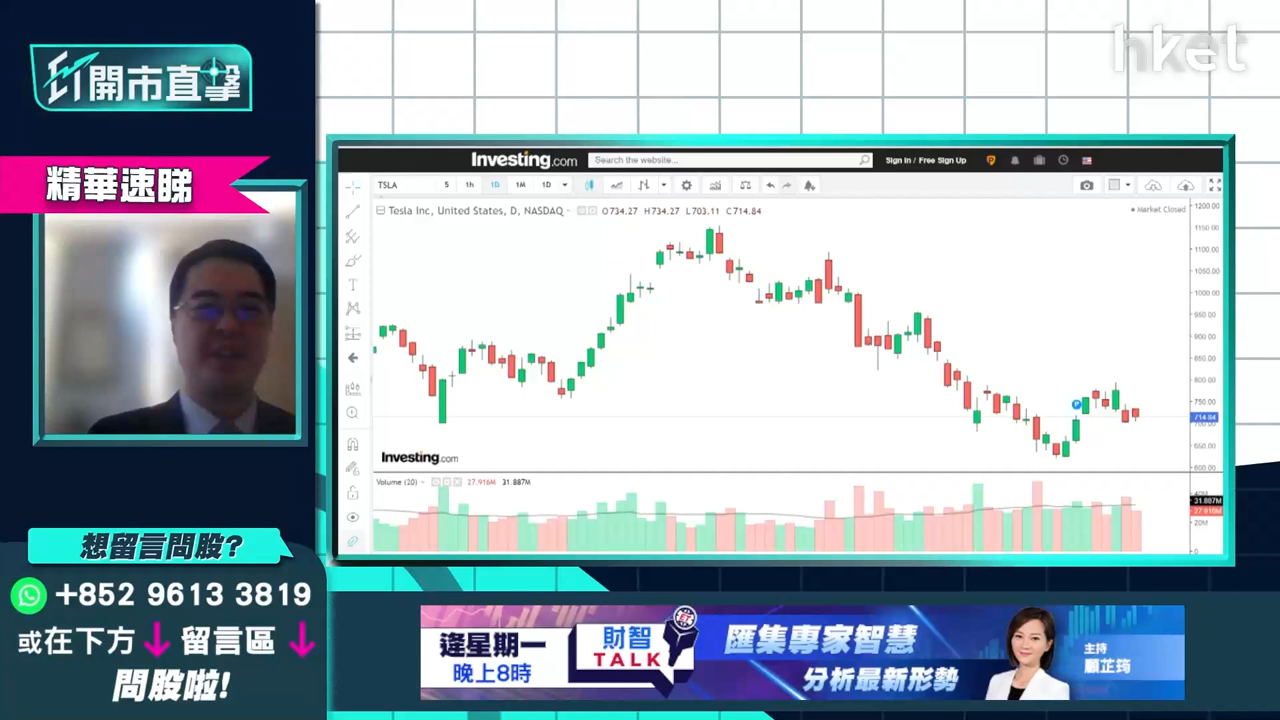 hket
ET開市直擊
精華速睇
Investing.com
Search the website...
Sign In / Free Sign Up
TSLA
5
1h
1D
1M
1D
Tesla Inc, United States, D, NASDAQ
O734.27 H734.27 L703.11 C714.84
Market Closed
1200.00
1150.00
1100.00
1050.00
1000.00
950.00
900.00
850.00
800.00
750.00
714.84
700.00
650.00
600.00
P
Investing.com
Volume (20)
27.916M 31.887M
40M
31.887M
27.916M
20M
0
想留言問股?
+852 9613 3819
或在下方 留言區
問股啦!
逢星期一
晚上8時
財智
TALK
匯集專家智慧
分析最新形勢
主持
顧芷筠